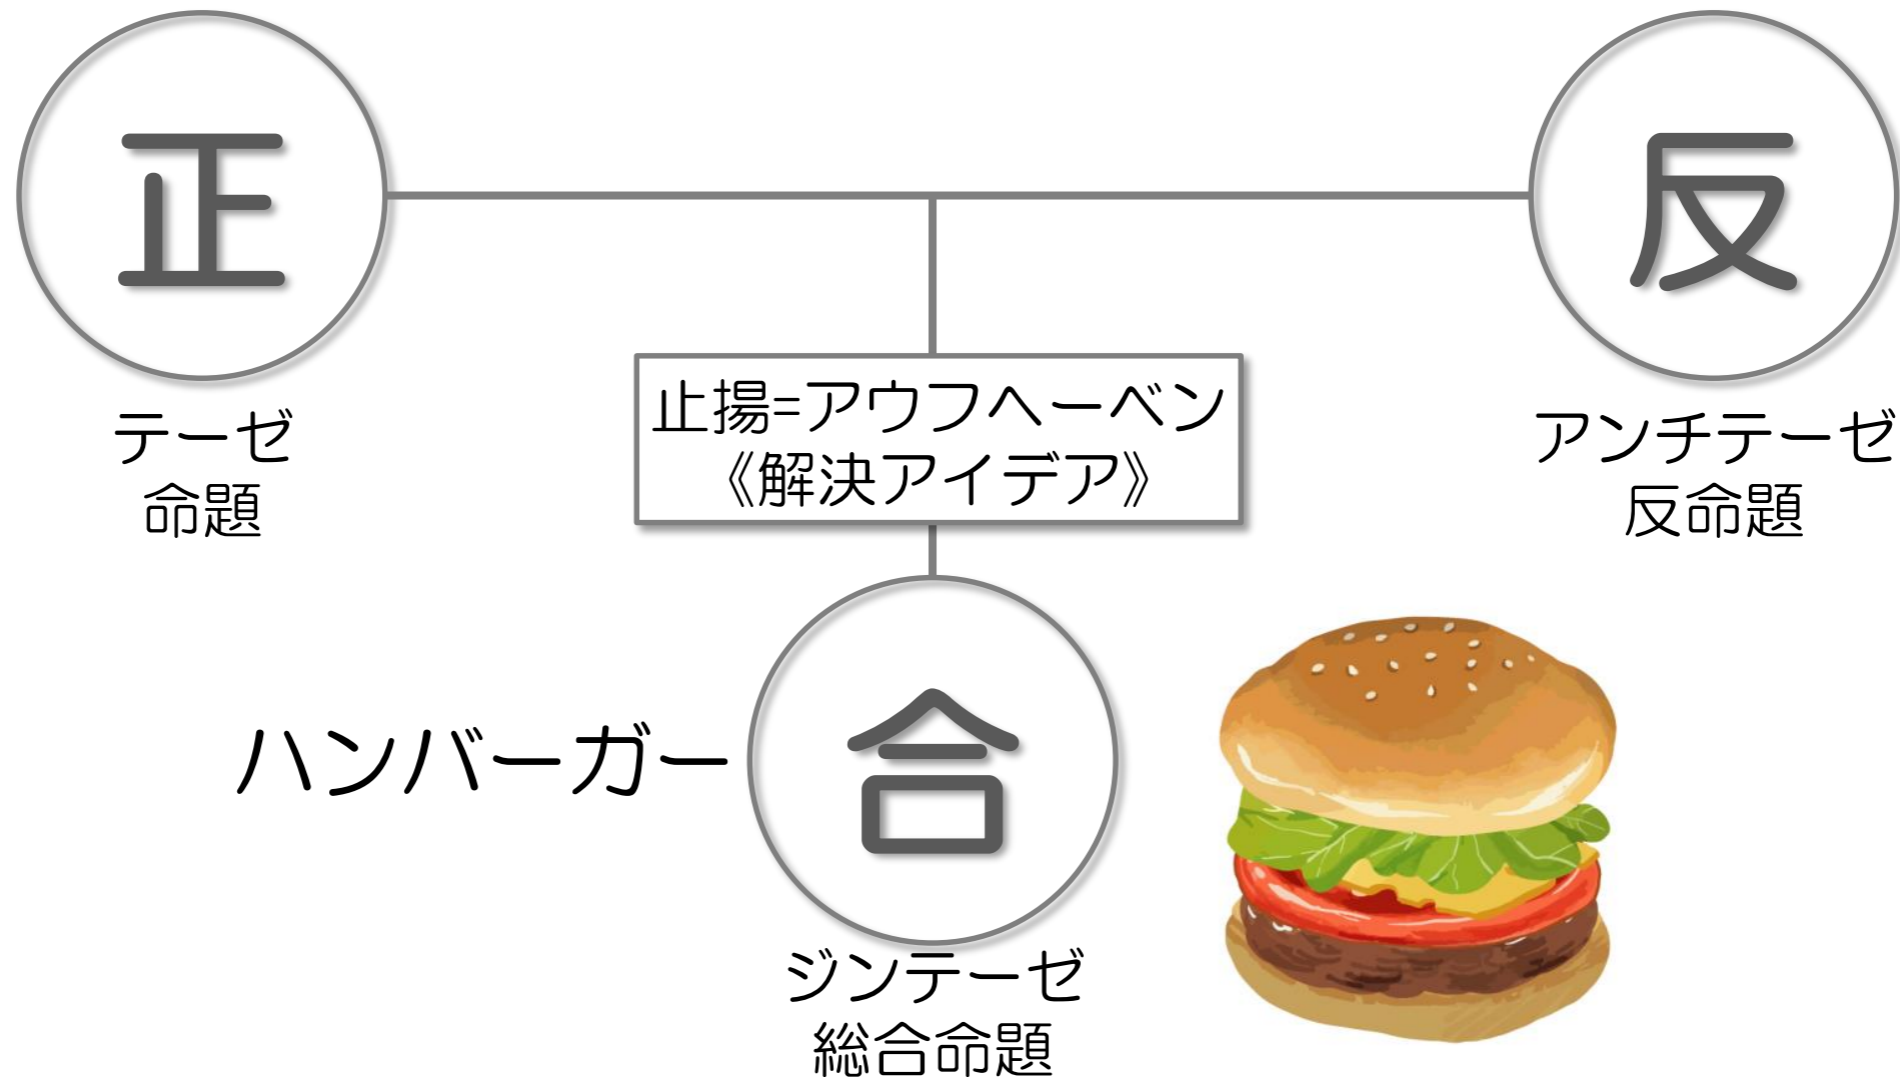 正
反
テーゼ
命題
アンチテーゼ
反命題
止揚=アウフヘーベン
《解決アイデア》
ハンバーガー
合
ジンテーゼ
総合命題